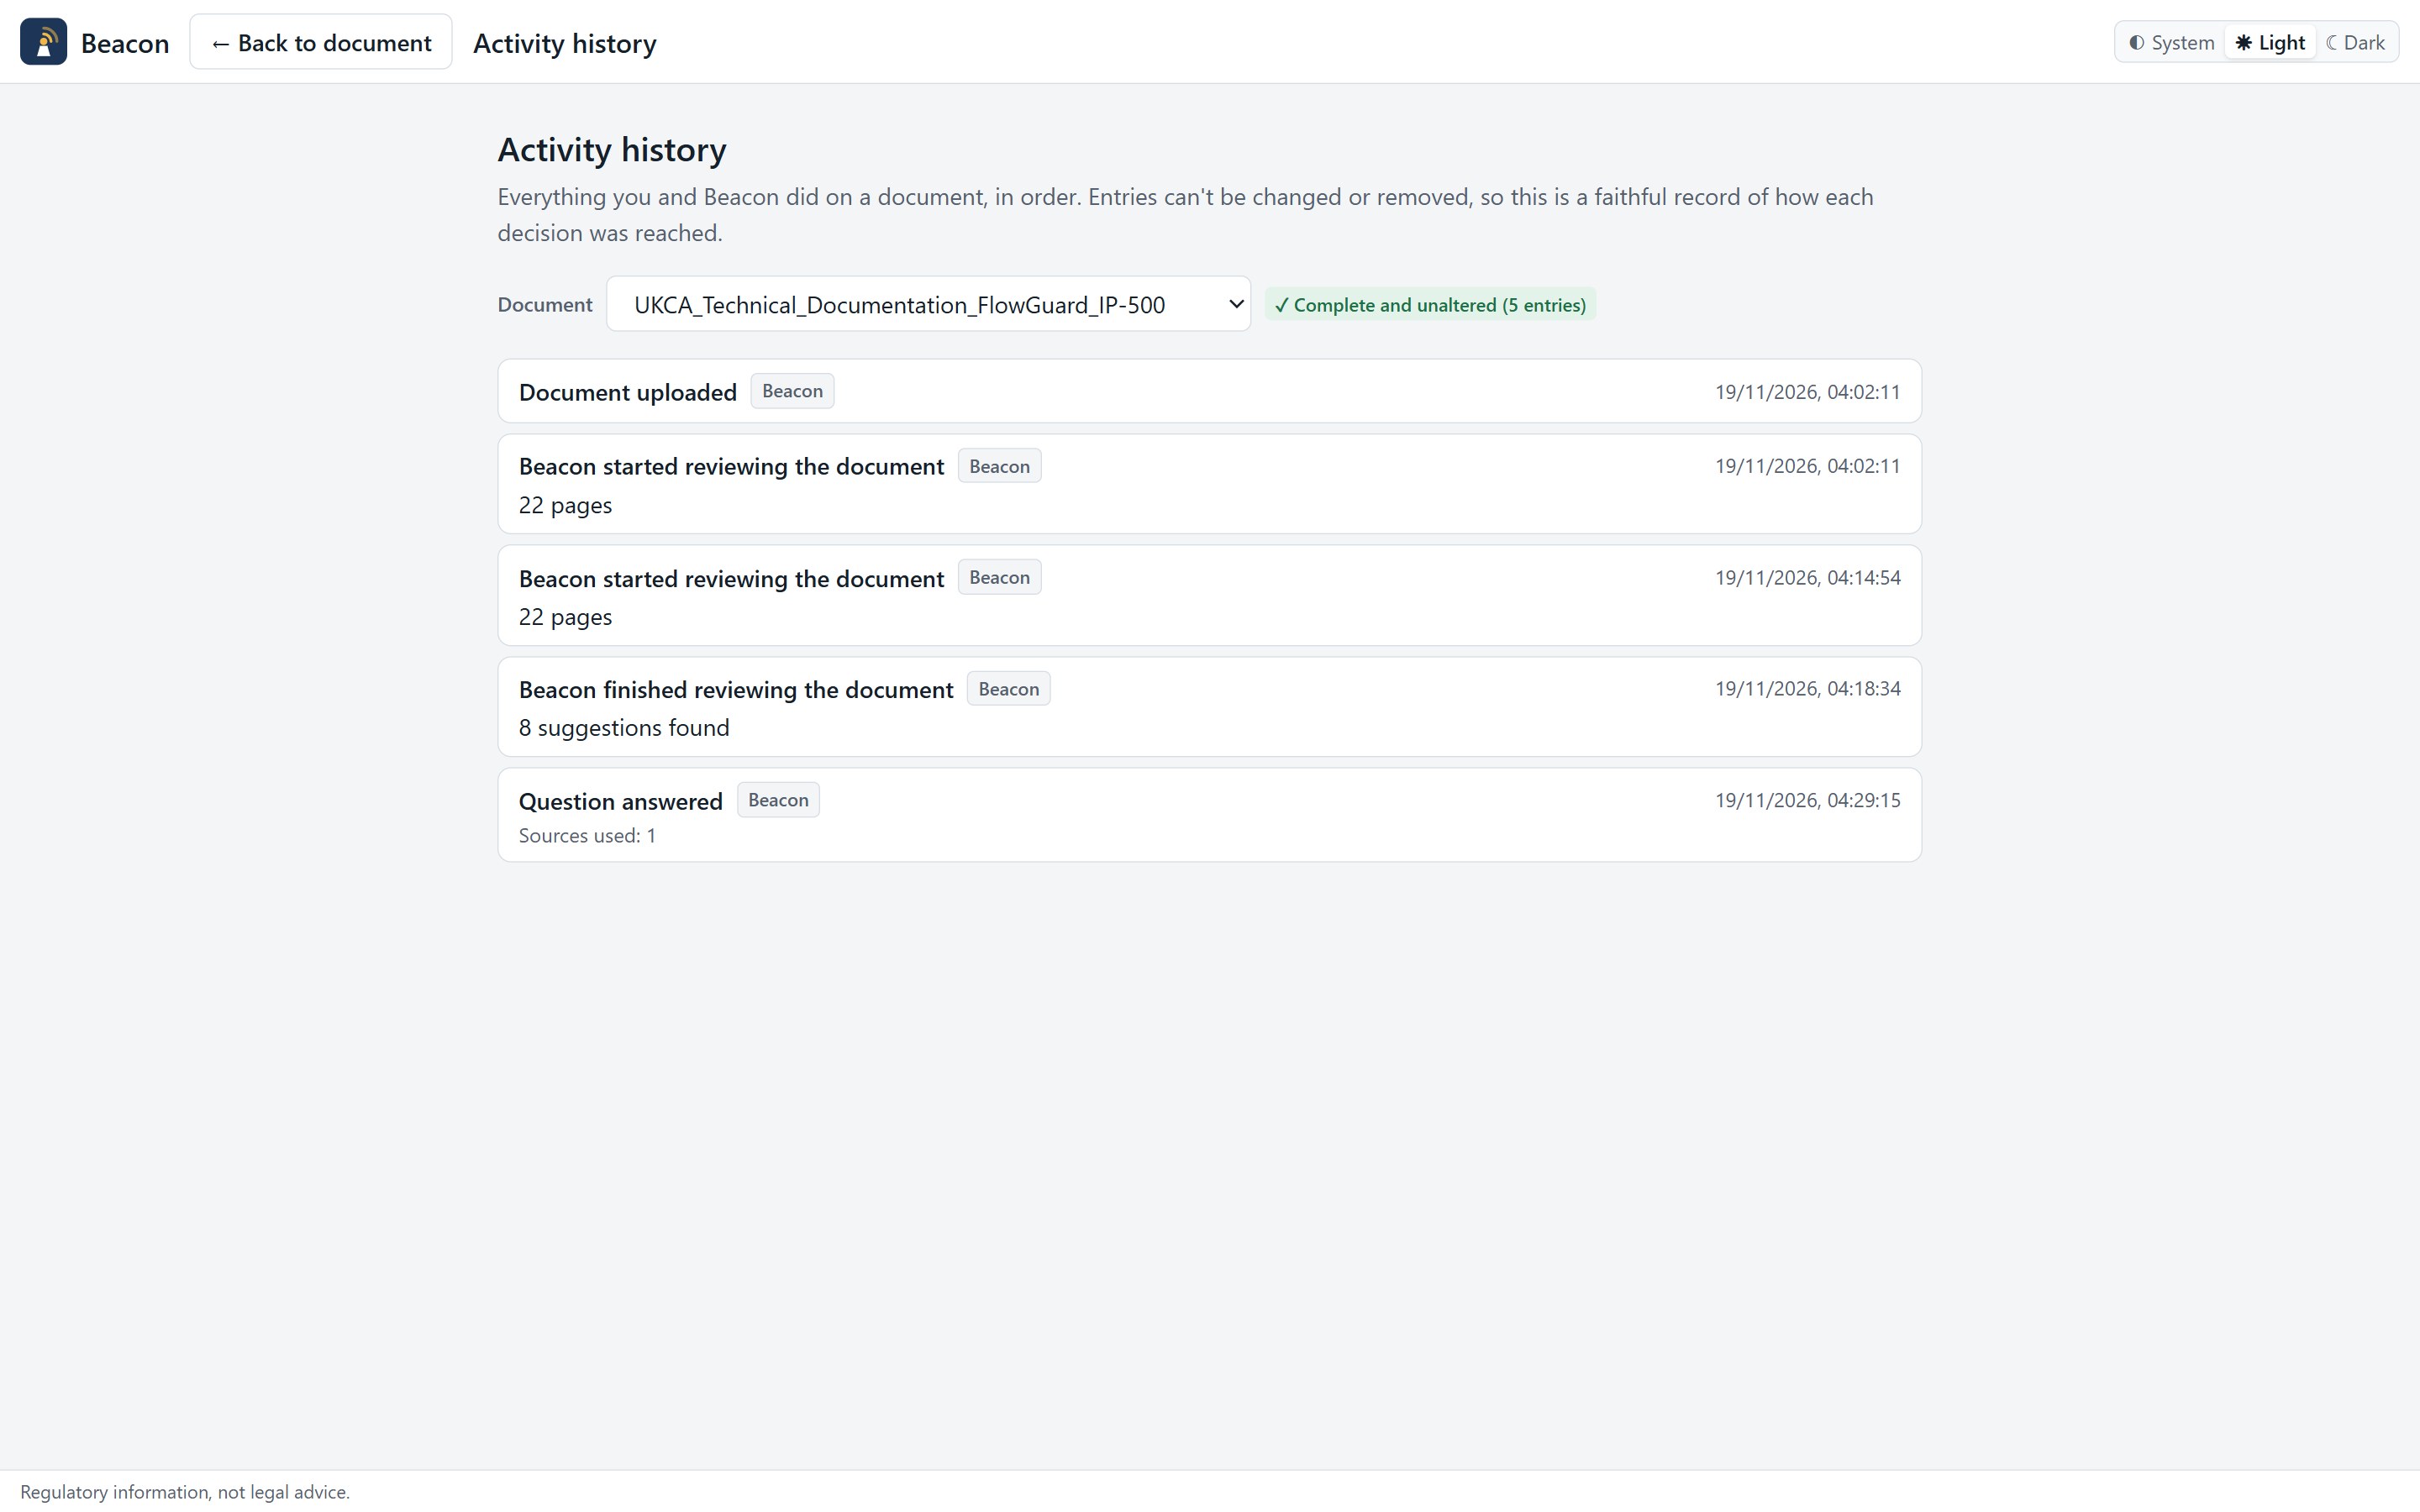 Beacon
← Back to document
Activity history
System
Light
Dark
Activity history
Everything you and Beacon did on a document, in order. Entries can't be changed or removed, so this is a faithful record of how each
decision was reached.
Document
UKCA_Technical_Documentation_FlowGuard_IP-500
✓ Complete and unaltered (5 entries)
Document uploaded Beacon 19/11/2026, 04:02:11
Beacon started reviewing the document Beacon 19/11/2026, 04:02:11
22 pages
Beacon started reviewing the document Beacon 19/11/2026, 04:14:54
22 pages
Beacon finished reviewing the document Beacon 19/11/2026, 04:18:34
8 suggestions found
Question answered Beacon 19/11/2026, 04:29:15
Sources used: 1
Regulatory information, not legal advice.